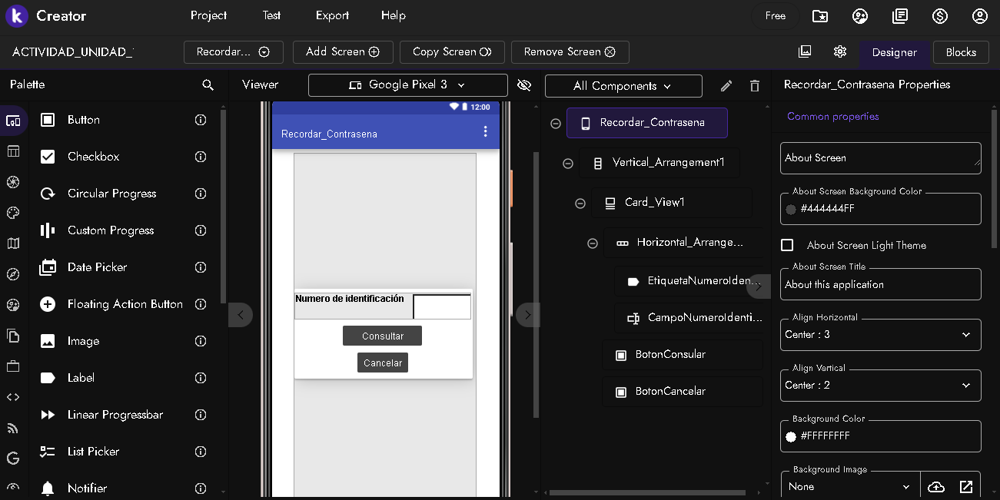 Creator
Project
Test
Export
Help
Free
Recordar...
Add Screen
Copy Screen
Remove Screen
Designer
Blocks
Palette
Viewer
Google Pixel 3
All Components
Recordar_Contrasena Properties
Button
Checkbox
Circular Progress
Custom Progress
Date Picker
Floating Action Button
Image
Label
Linear Progressbar
List Picker
Notifier
12:00
Recordar_Contrasena
Numero de identificación
Consultar
Cancelar
Recordar_Contrasena
Vertical_Arrangement1
Card_View1
Horizontal_Arrange...
EtiquetaNumeroIden...
CampoNumeroIdenti...
BotonConsular
BotonCancelar
Common properties
About Screen
About Screen Background Color
#444444FF
About Screen Light Theme
About Screen Title
About this application
Align Horizontal
Center : 3
Align Vertical
Center : 2
Background Color
#FFFFFFFF
Background Image
None